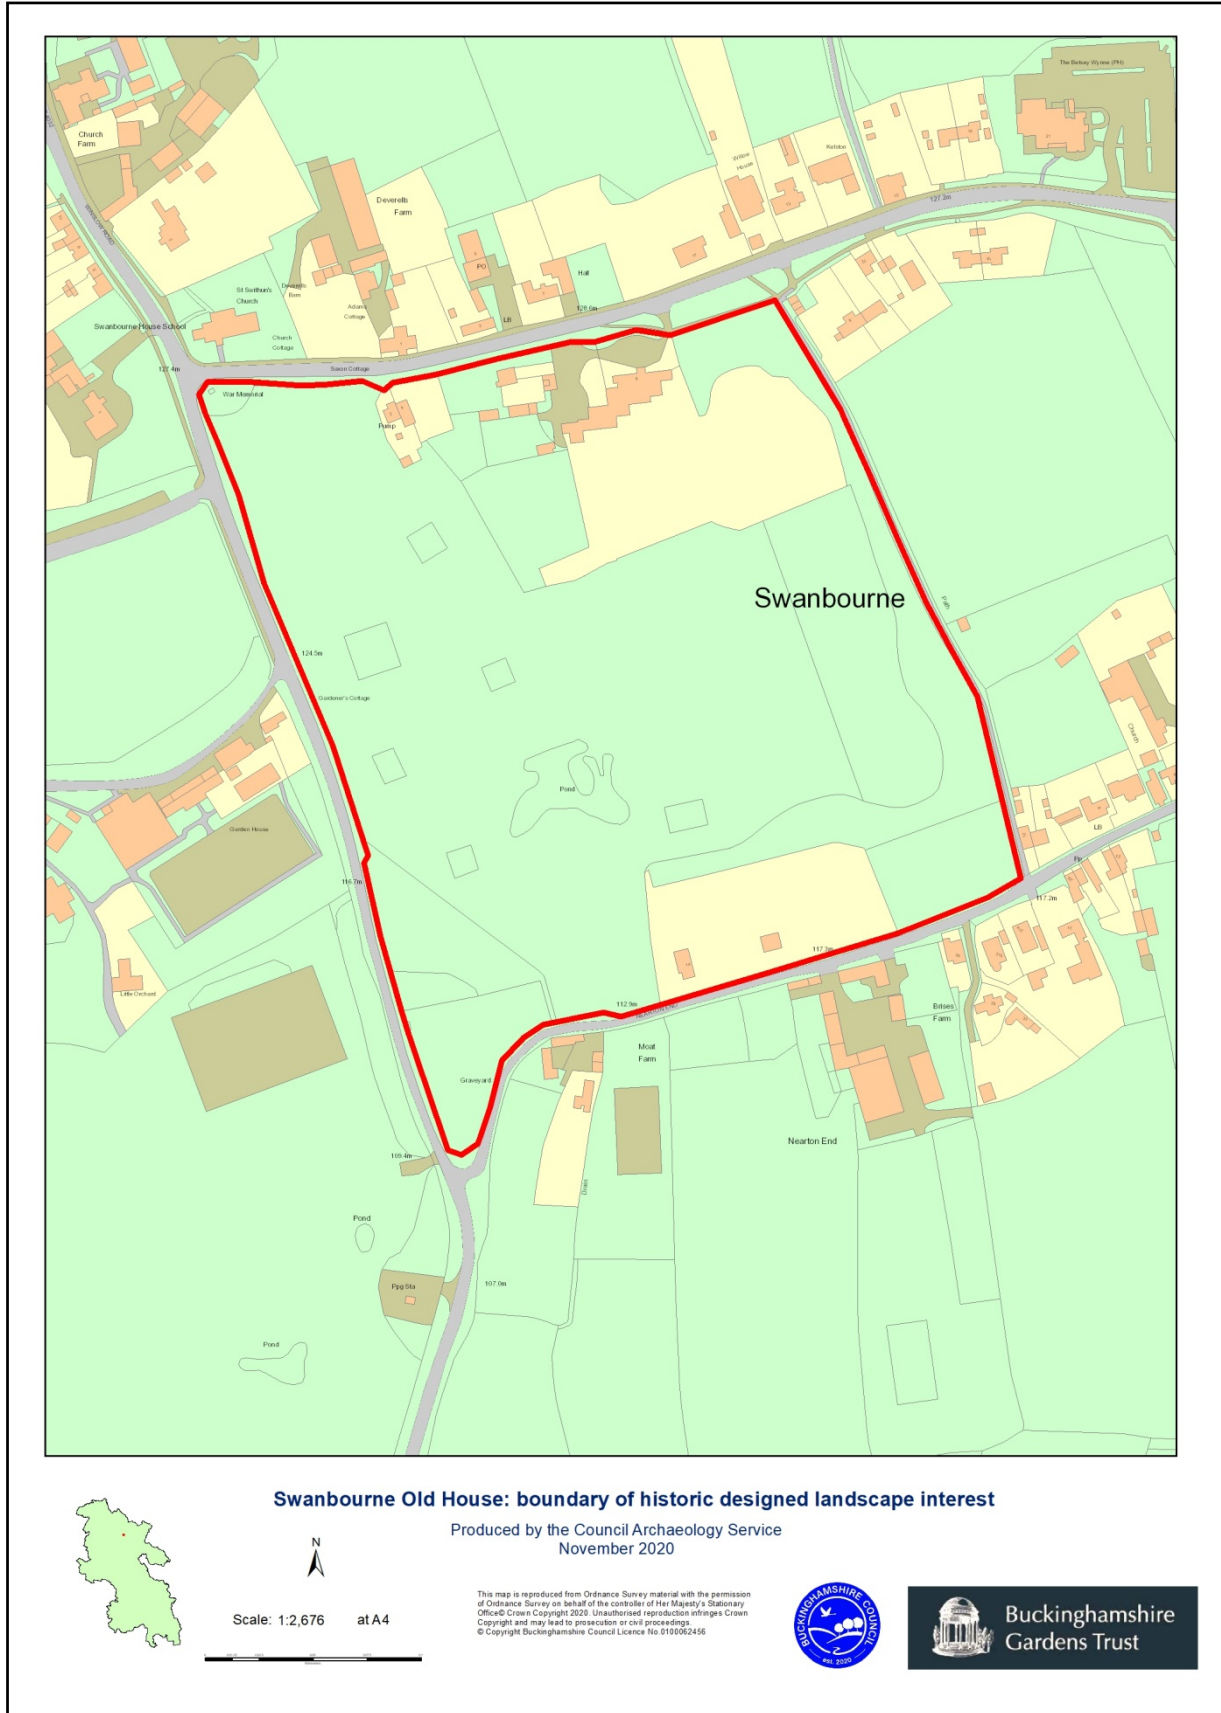 The Betsey Wynne (PH)
Church
Farm
Wilbre
House
Kelston
Deverells
Farm
127.2m
WINSLOW ROAD
PO
Hall
St Swithun's
Church
Deverells
Barn
Adams
Cottage
LB
128.6m
Swanbourne House School
Church
Cottage
127.4m
Saxon Cottage
War Memorial
Pump
Swanbourne
Path
124.5m
Gardener's Cottage
Church
Pond
Garden House
LB
116.7m
117.2m
117.3m
Little Orchard
112.9m
Brises
Farm
Moat
Farm
Graveyard
Nearton End
109.4m
Drain
Pond
107.0m
Ppg Sta
Pond
Swanbourne Old House: boundary of historic designed landscape interest
Produced by the Council Archaeology Service
November 2020
N
Scale: 1:2,676 at A4
This map is reproduced from Ordnance Survey material with the permission
of Ordnance Survey on behalf of the controller of Her Majesty's Stationary
Office© Crown Copyright 2020. Unauthorised reproduction infringes Crown
Copyright and may lead to prosecution or civil proceedings.
© Copyright Buckinghamshire Council Licence No.0100062456
BUCKINGHAMSHIRE COUNCIL
est. 2020
Buckinghamshire
Gardens Trust